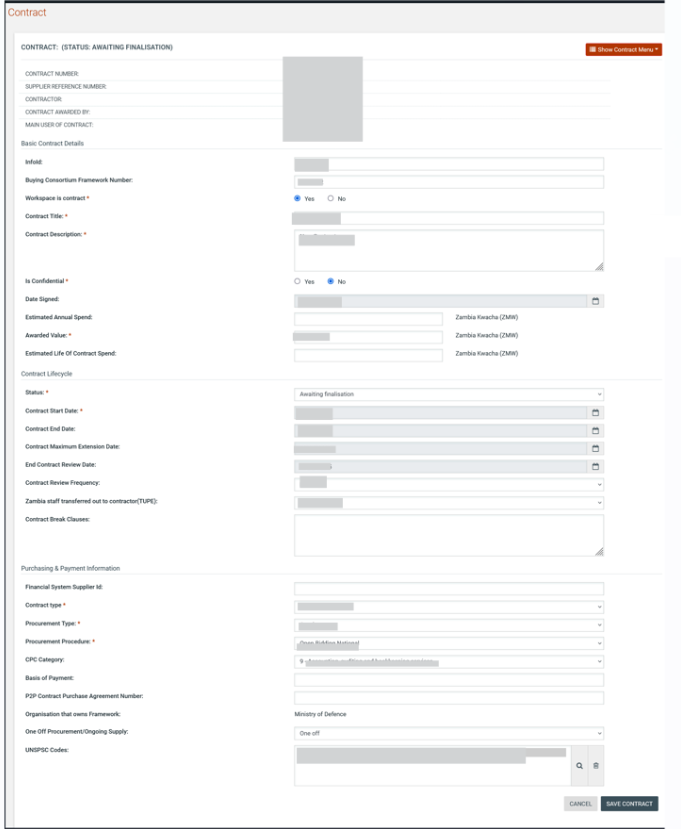 Contract
CONTRACT: (STATUS: AWAITING FINALISATION)
Show Contract Menu
CONTRACT NUMBER:
SUPPLIER REFERENCE NUMBER:
CONTRACTOR:
CONTRACT AWARDED BY:
MAIN USER OF CONTRACT:
Basic Contract Details
InfoId:
Buying Consortium Framework Number:
Workspace is contract * Yes No
Contract Title: *
Contract Description: *
Is Confidential * Yes No
Date Signed:
Estimated Annual Spend: Zambia Kwacha (ZMW)
Awarded Value: * Zambia Kwacha (ZMW)
Estimated Life Of Contract Spend: Zambia Kwacha (ZMW)
Contract Lifecycle
Status: * Awaiting finalisation
Contract Start Date: *
Contract End Date:
Contract Maximum Extension Date:
End Contract Review Date:
Contract Review Frequency:
Zambia staff transferred out to contractor(TUPE):
Contract Break Clauses:
Purchasing & Payment Information
Financial System Supplier Id:
Contract type *
Procurement Type: *
Procurement Procedure: * Open Bidding National
CPC Category:
Basis of Payment:
P2P Contract Purchase Agreement Number:
Organisation that owns Framework: Ministry of Defence
One Off Procurement/Ongoing Supply: One off
UNSPSC Codes:
CANCEL SAVE CONTRACT